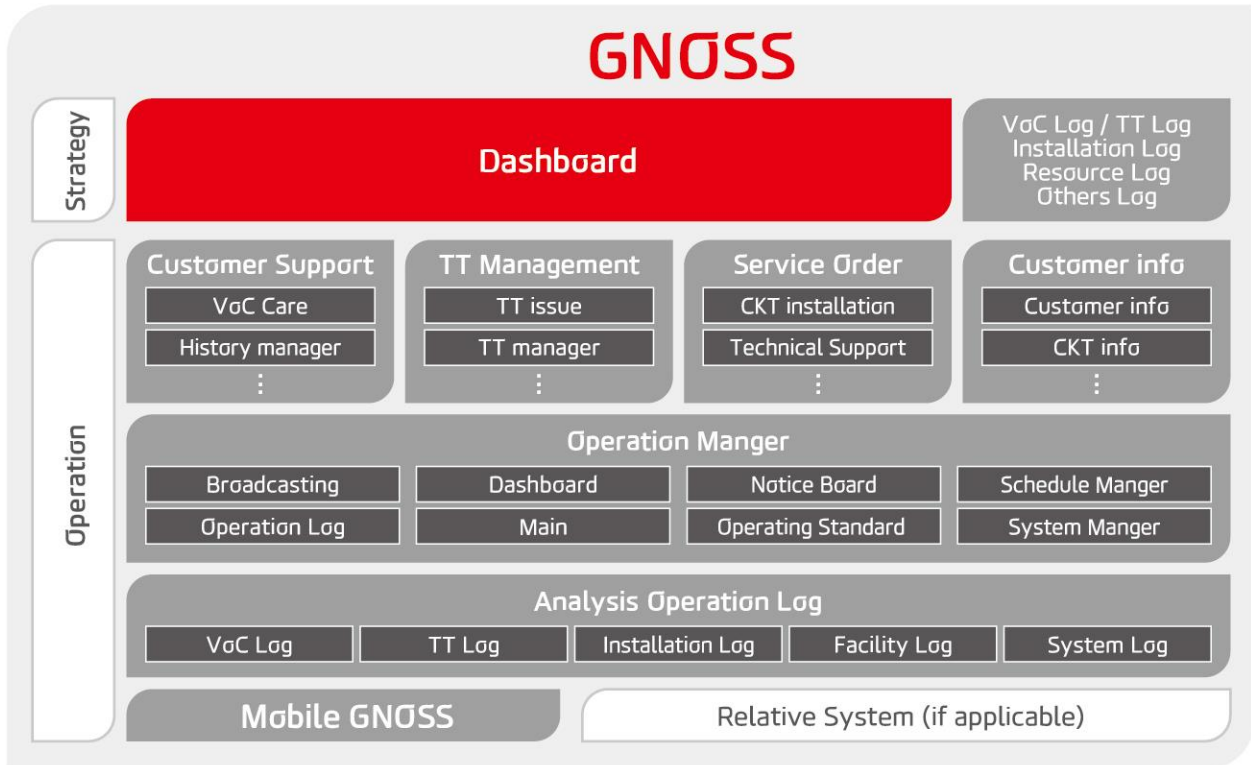 GNOSS
Strategy
Dashboard
VoC Log / TT Log
Installation Log
Resource Log
Others Log
Operation
Customer Support
VoC Care
History manager
⋮
TT Management
TT issue
TT manager
⋮
Service Order
CKT installation
Technical Support
⋮
Customer info
Customer info
CKT info
⋮
Operation Manger
Broadcasting
Dashboard
Notice Board
Schedule Manger
Operation Log
Main
Operating Standard
System Manger
Analysis Operation Log
VoC Log
TT Log
Installation Log
Facility Log
System Log
Mobile GNOSS
Relative System (if applicable)